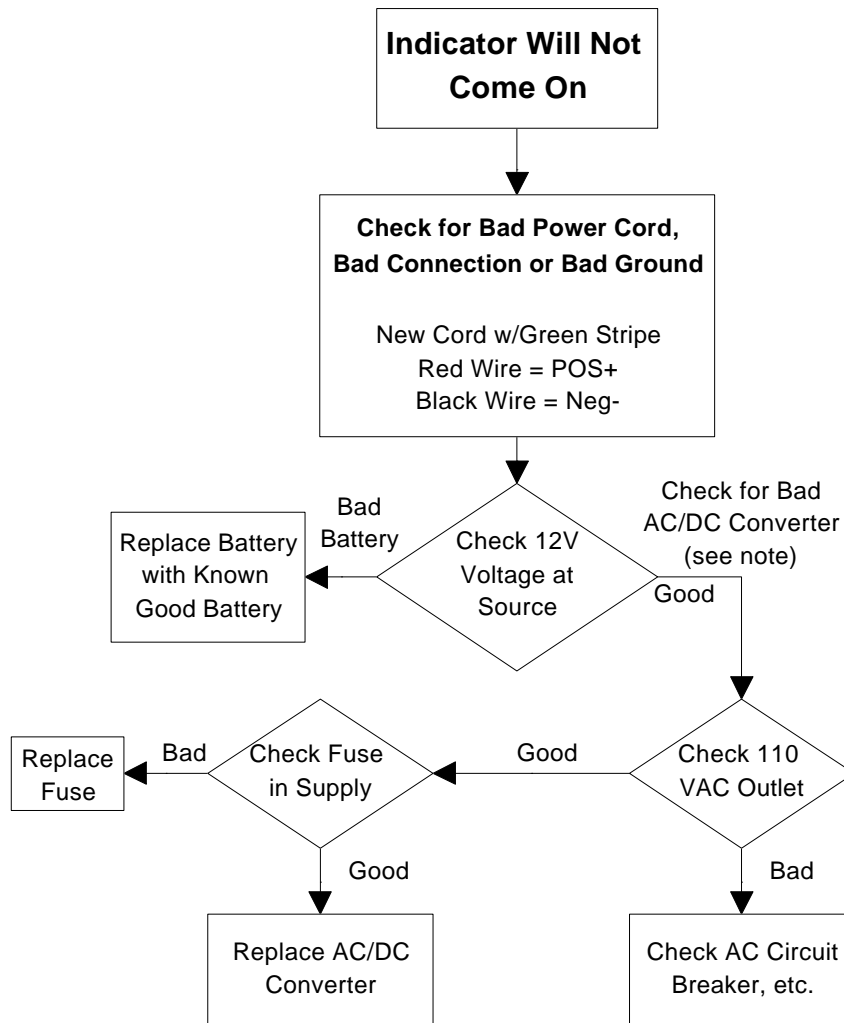 Indicator Will Not
Come On
Check for Bad Power Cord,
Bad Connection or Bad Ground
New Cord w/Green Stripe
Red Wire = POS+
Black Wire = Neg-
Bad
Battery
Check for Bad
AC/DC Converter
(see note)
Replace Battery
with Known
Good Battery
Check 12V
Voltage at
Source
Good
Replace
Fuse
Bad
Check Fuse
in Supply
Good
Check 110
VAC Outlet
Good
Bad
Replace AC/DC
Converter
Check AC Circuit
Breaker, etc.